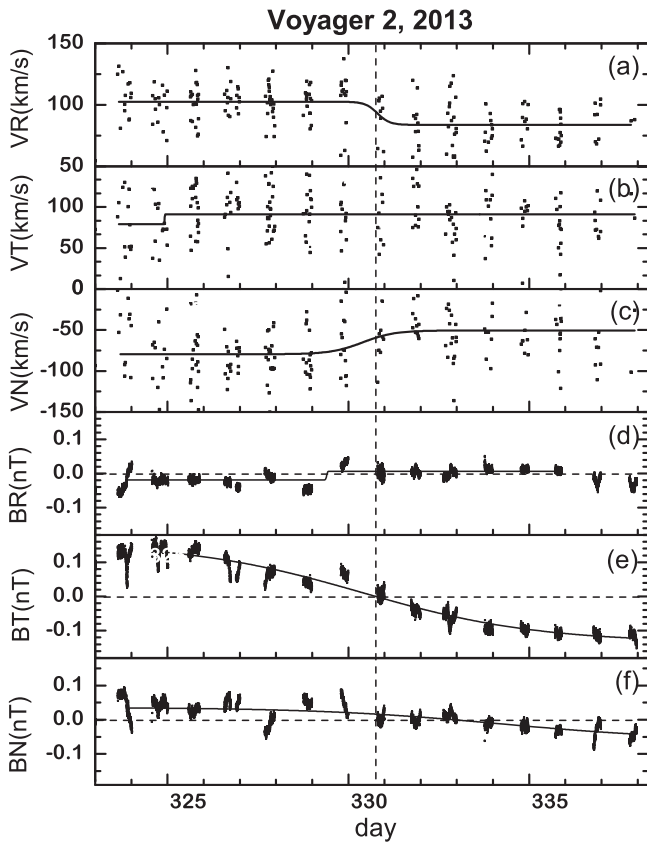 Voyager 2, 2013
150
(a)
VR(km/s)
100
50
(b)
VT(km/s)
100
50
0
(c)
VN(km/s)
-50
-100
-150
(d)
BR(nT)
0.1
0.0
-0.1
(e)
BT(nT)
0.1
0.0
-0.1
(f)
BN(nT)
0.1
0.0
-0.1
325 330 335
day